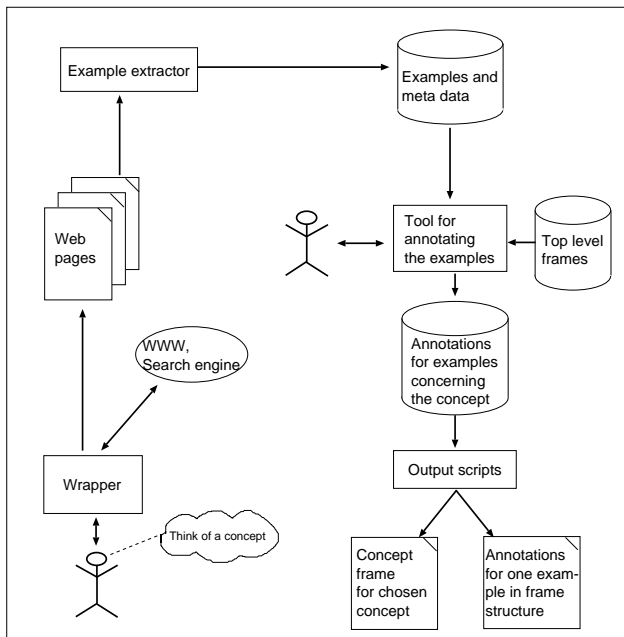 Example extractor
Examples and
meta data
Web
pages
Tool for
annotating
the examples
Top level
frames
WWW,
Search engine
Annotations
for examples
concerning
the concept
Wrapper
Output scripts
Think of a concept
Concept
frame
for chosen
concept
Annotations
for one exam-
ple in frame
structure